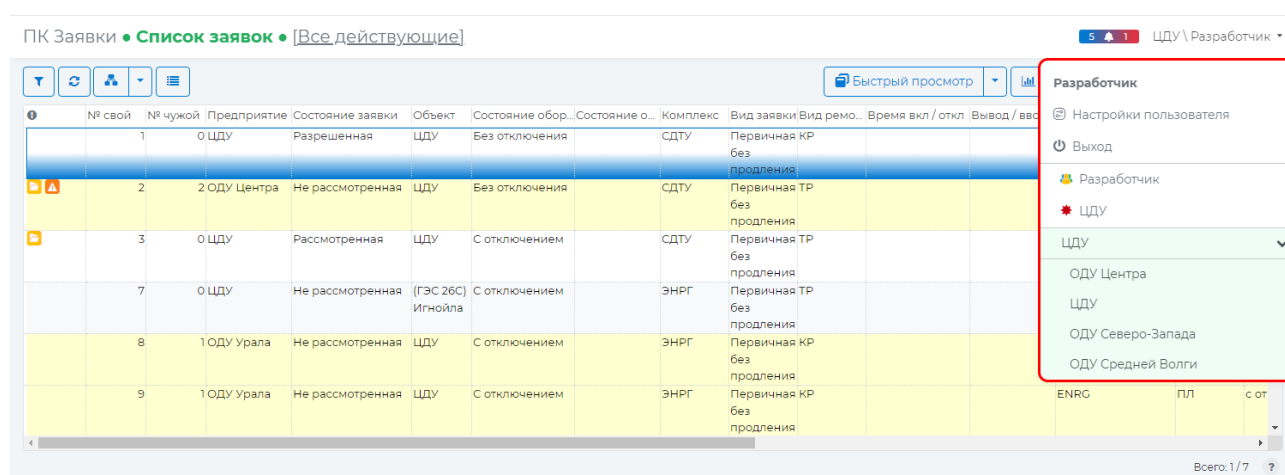 ПК Заявки ● Список заявок ● [Все действующие]
5 1 ЦДУ \ Разработчик
Быстрый просмотр
№ свой № чужой Предприятие Состояние заявки Объект Состояние обор... Состояние о... Комплекс Вид заявки Вид ремо... Время вкл / откл Вывод / вво
1 0 ЦДУ Разрешенная ЦДУ Без отключения СДТУ Первичная КР
без
продления
2 2 ОДУ Центра Не рассмотренная ЦДУ Без отключения СДТУ Первичная ТР
без
продления
3 0 ЦДУ Рассмотренная ЦДУ С отключением СДТУ Первичная ТР
без
продления
7 0 ЦДУ Не рассмотренная (ГЭС 26С) С отключением ЭНРГ Первичная ТР
Игнойла без
продления
8 1 ОДУ Урала Не рассмотренная ЦДУ С отключением ЭНРГ Первичная КР
без
продления
9 1 ОДУ Урала Не рассмотренная ЦДУ С отключением ЭНРГ Первичная КР ENRG ПЛ с от
без
продления
Разработчик
Настройки пользователя
Выход
Разработчик
ЦДУ
ЦДУ
ОДУ Центра
ЦДУ
ОДУ Северо-Запада
ОДУ Средней Волги
Всего: 1 / 7 ?